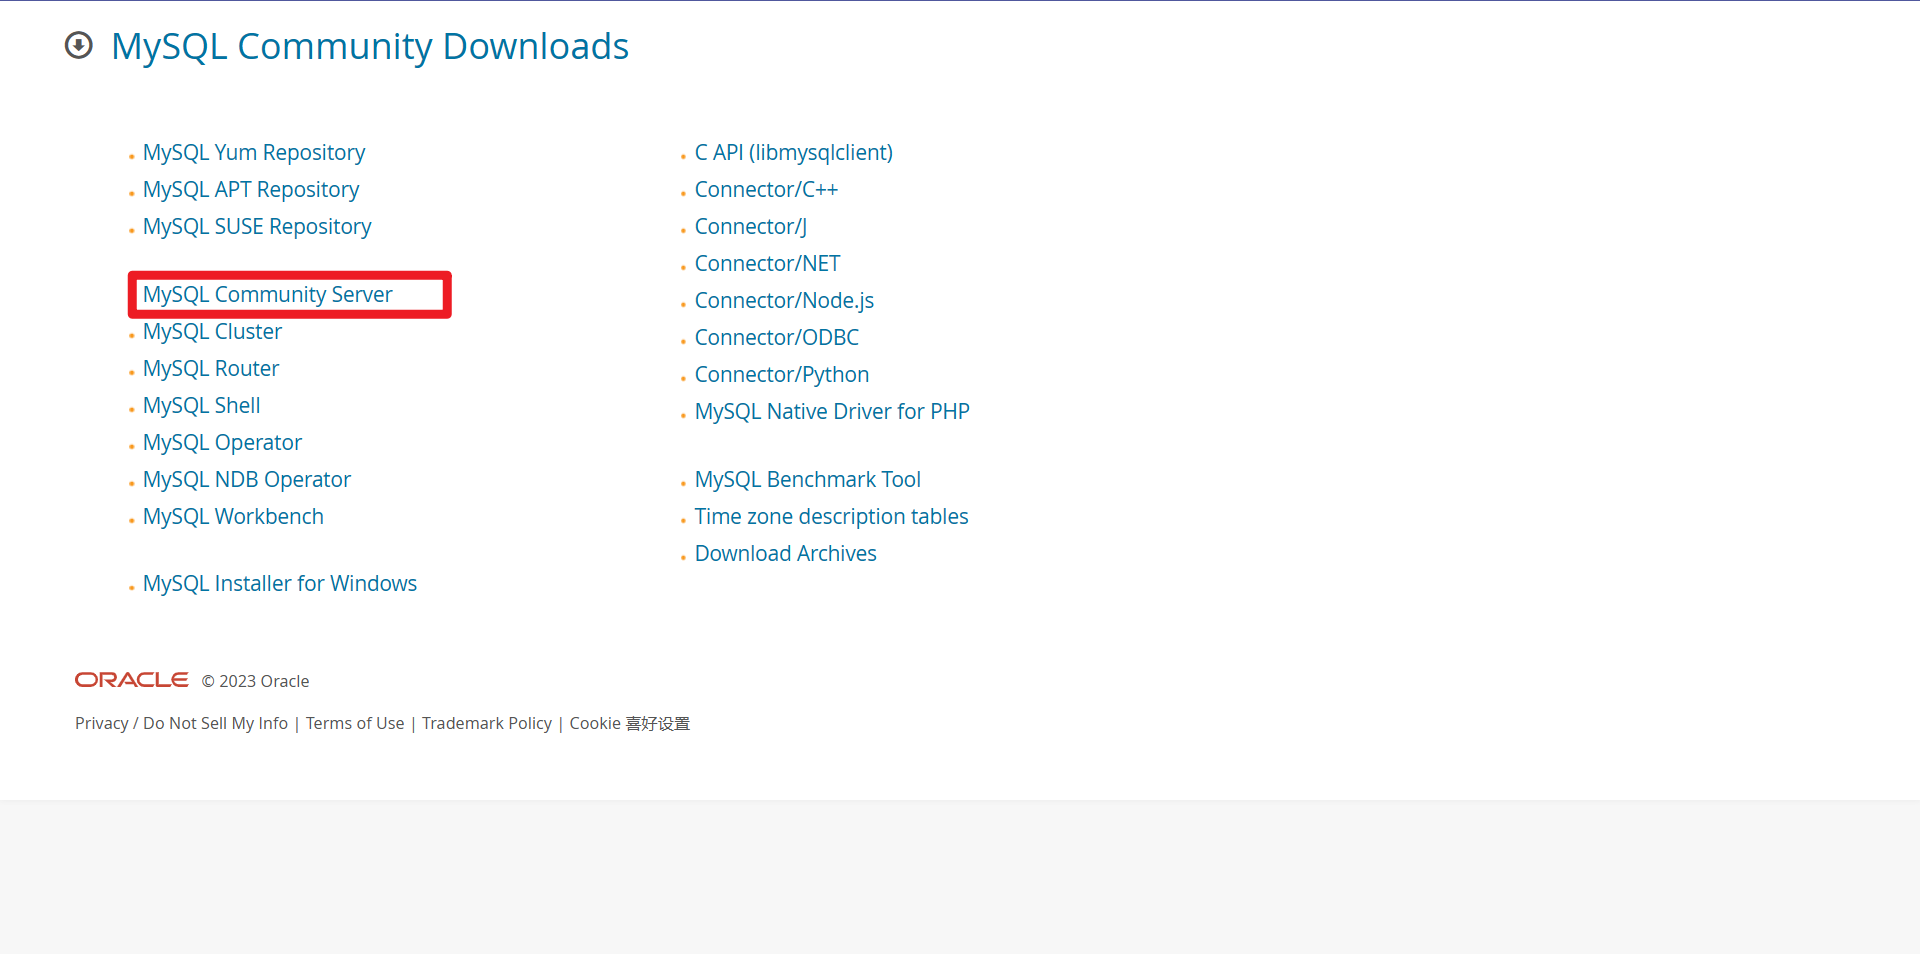 MySQL Community Downloads
MySQL Yum Repository
MySQL APT Repository
MySQL SUSE Repository
MySQL Community Server
MySQL Cluster
MySQL Router
MySQL Shell
MySQL Operator
MySQL NDB Operator
MySQL Workbench
MySQL Installer for Windows
C API (libmysqlclient)
Connector/C++
Connector/J
Connector/NET
Connector/Node.js
Connector/ODBC
Connector/Python
MySQL Native Driver for PHP
MySQL Benchmark Tool
Time zone description tables
Download Archives
ORACLE © 2023 Oracle
Privacy / Do Not Sell My Info | Terms of Use | Trademark Policy | Cookie 喜好设置